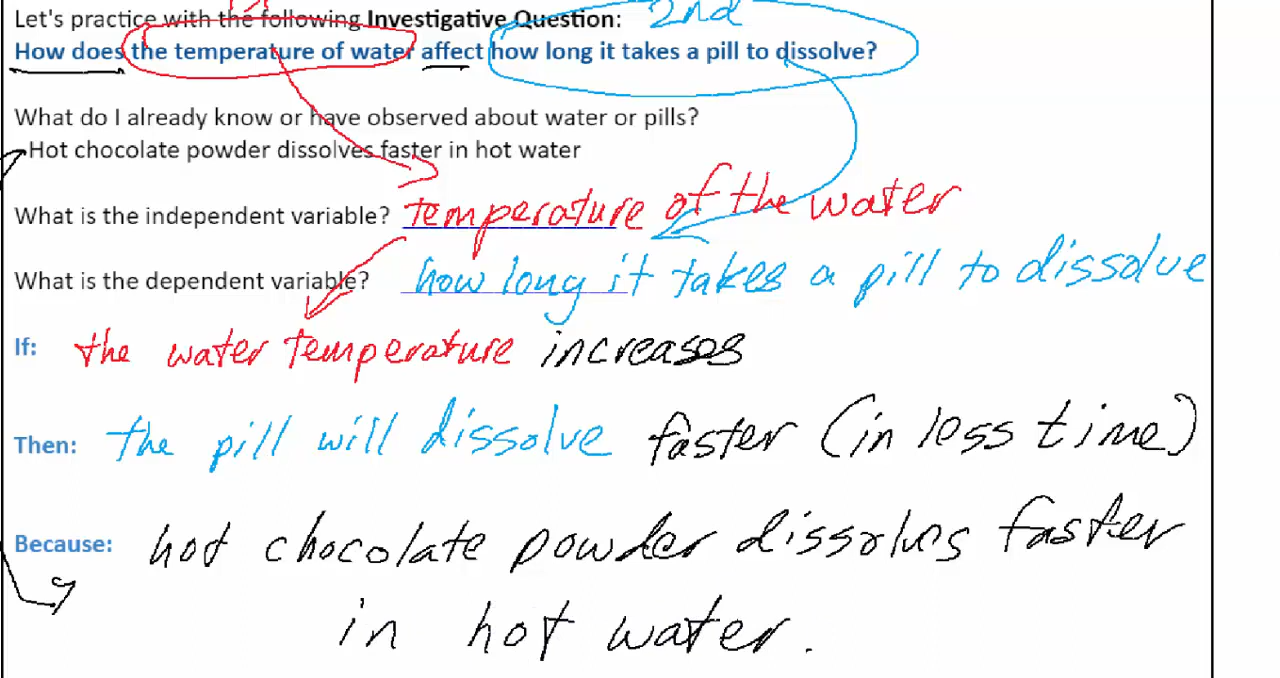 Let's practice with the following Investigative Question:
2nd
How does the temperature of water affect how long it takes a pill to dissolve?
What do I already know or have observed about water or pills?
Hot chocolate powder dissolves faster in hot water
What is the independent variable? temperature of the water
What is the dependent variable? how long it takes a pill to dissolve
If: the water temperature increases
Then: the pill will dissolve faster (in less time)
Because: hot chocolate powder dissolves faster
in hot water.